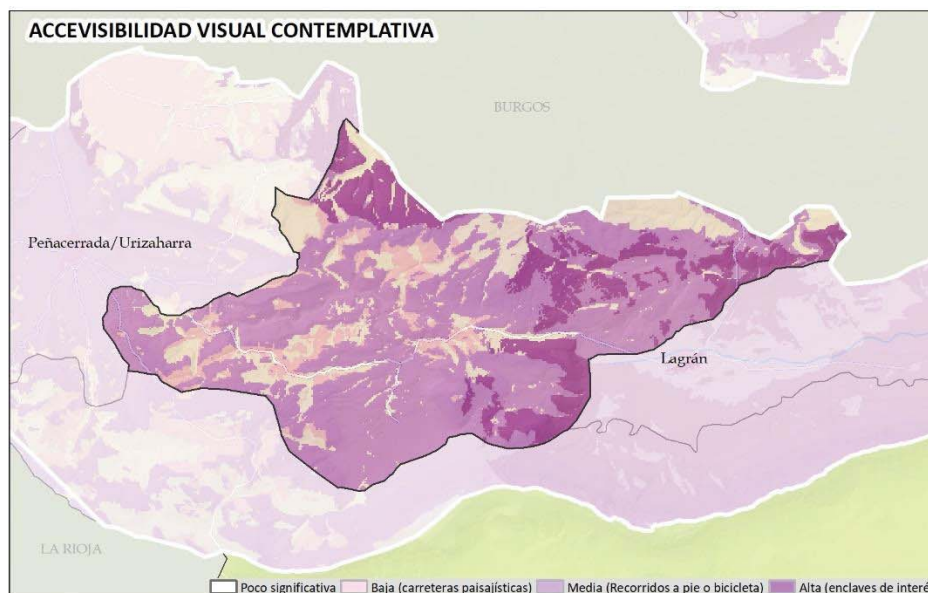 ACCEVISIBILIDAD VISUAL CONTEMPLATIVA
BURGOS
Peñacerrada/Urizaharra
Lagrán
LA RIOJA
Poco significativa Baja (carreteras paisajísticas) Media (Recorridos a pie o bicicleta) Alta (enclaves de interé